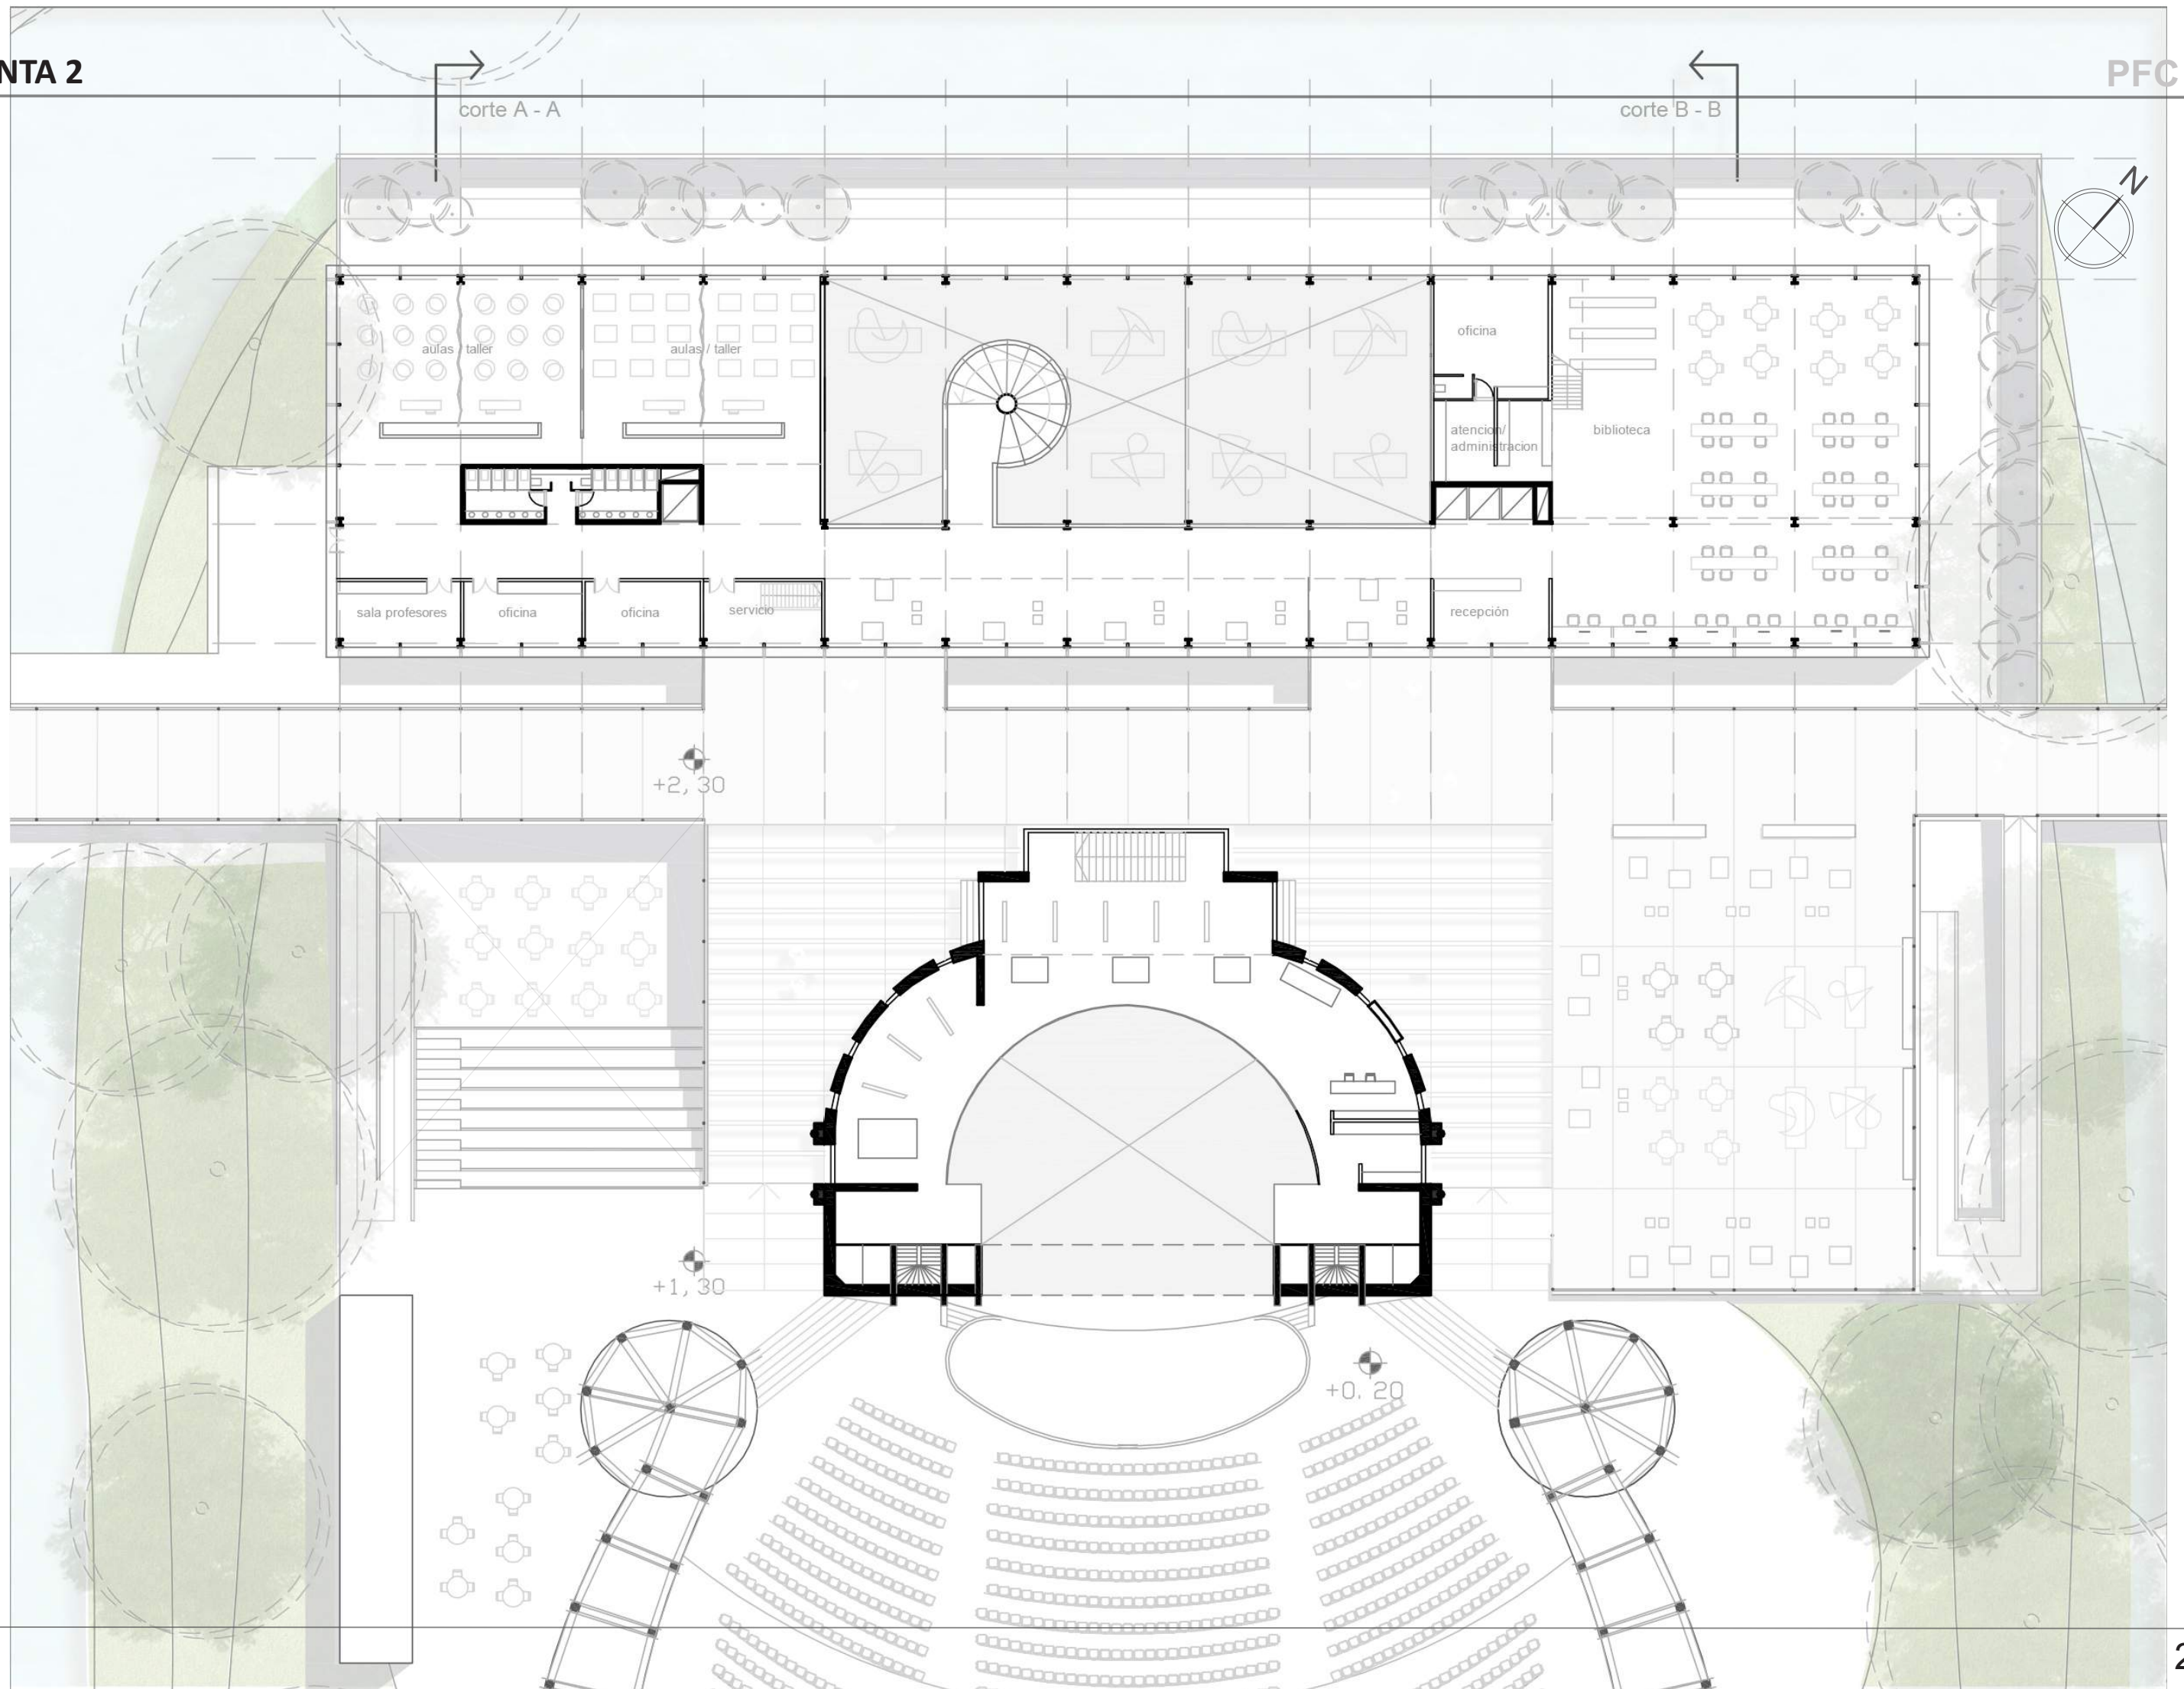 NTA 2
PFC
corte A - A
corte B - B
N
oficina
aulas / taller
aulas / taller
atencion/
administracion
biblioteca
sala profesores
oficina
oficina
servicio
recepción
+2, 30
+1, 30
+0, 20
2